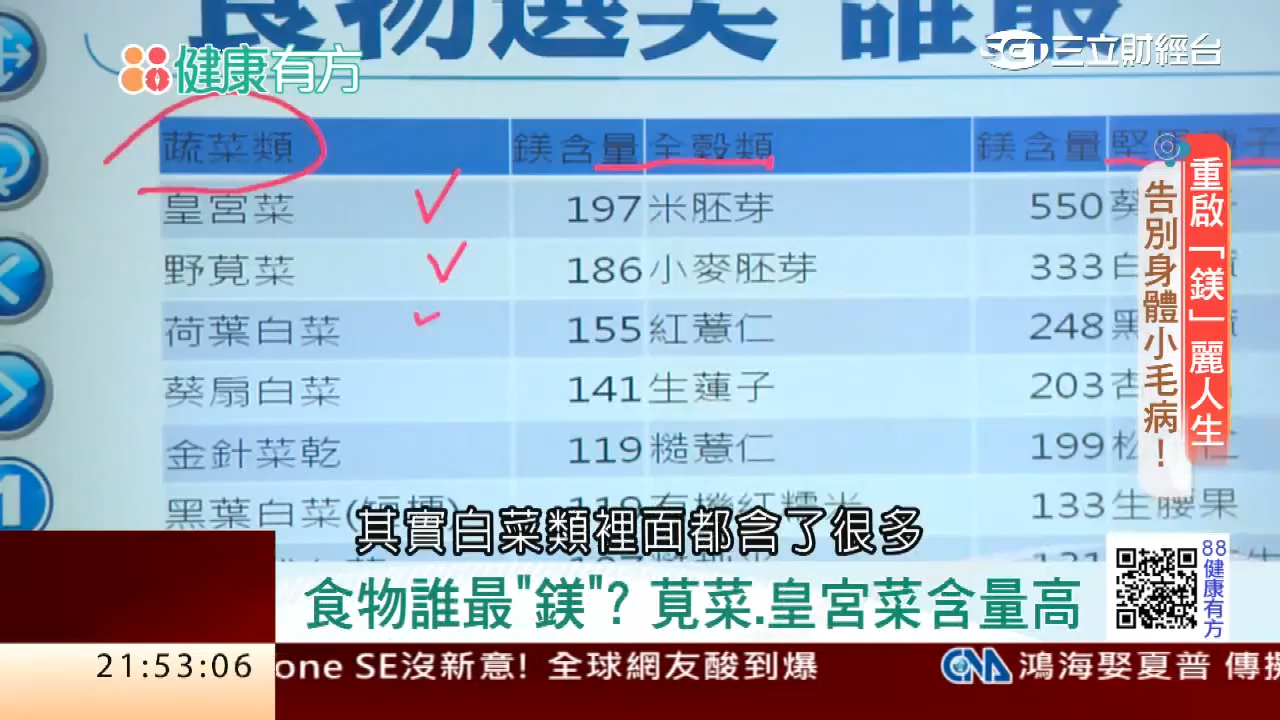 食物選美 誰最
88健康有方
三立財經台
蔬菜類 鎂含量 全穀類 鎂含量
皇宮菜 197 米胚芽 550
野莧菜 186 小麥胚芽 333
荷葉白菜 155 紅薏仁 248
葵扇白菜 141 生蓮子 203
金針菜乾 119 糙薏仁 199
黑葉白菜 119 有機紅糯米 133 生腰果
重啟「鎂」麗人生
告別身體小毛病！
其實白菜類裡面都含了很多
食物誰最"鎂"? 莧菜.皇宮菜含量高
88健康有方
21:53:06 one SE沒新意! 全球網友酸到爆 CNA 鴻海娶夏普 傳